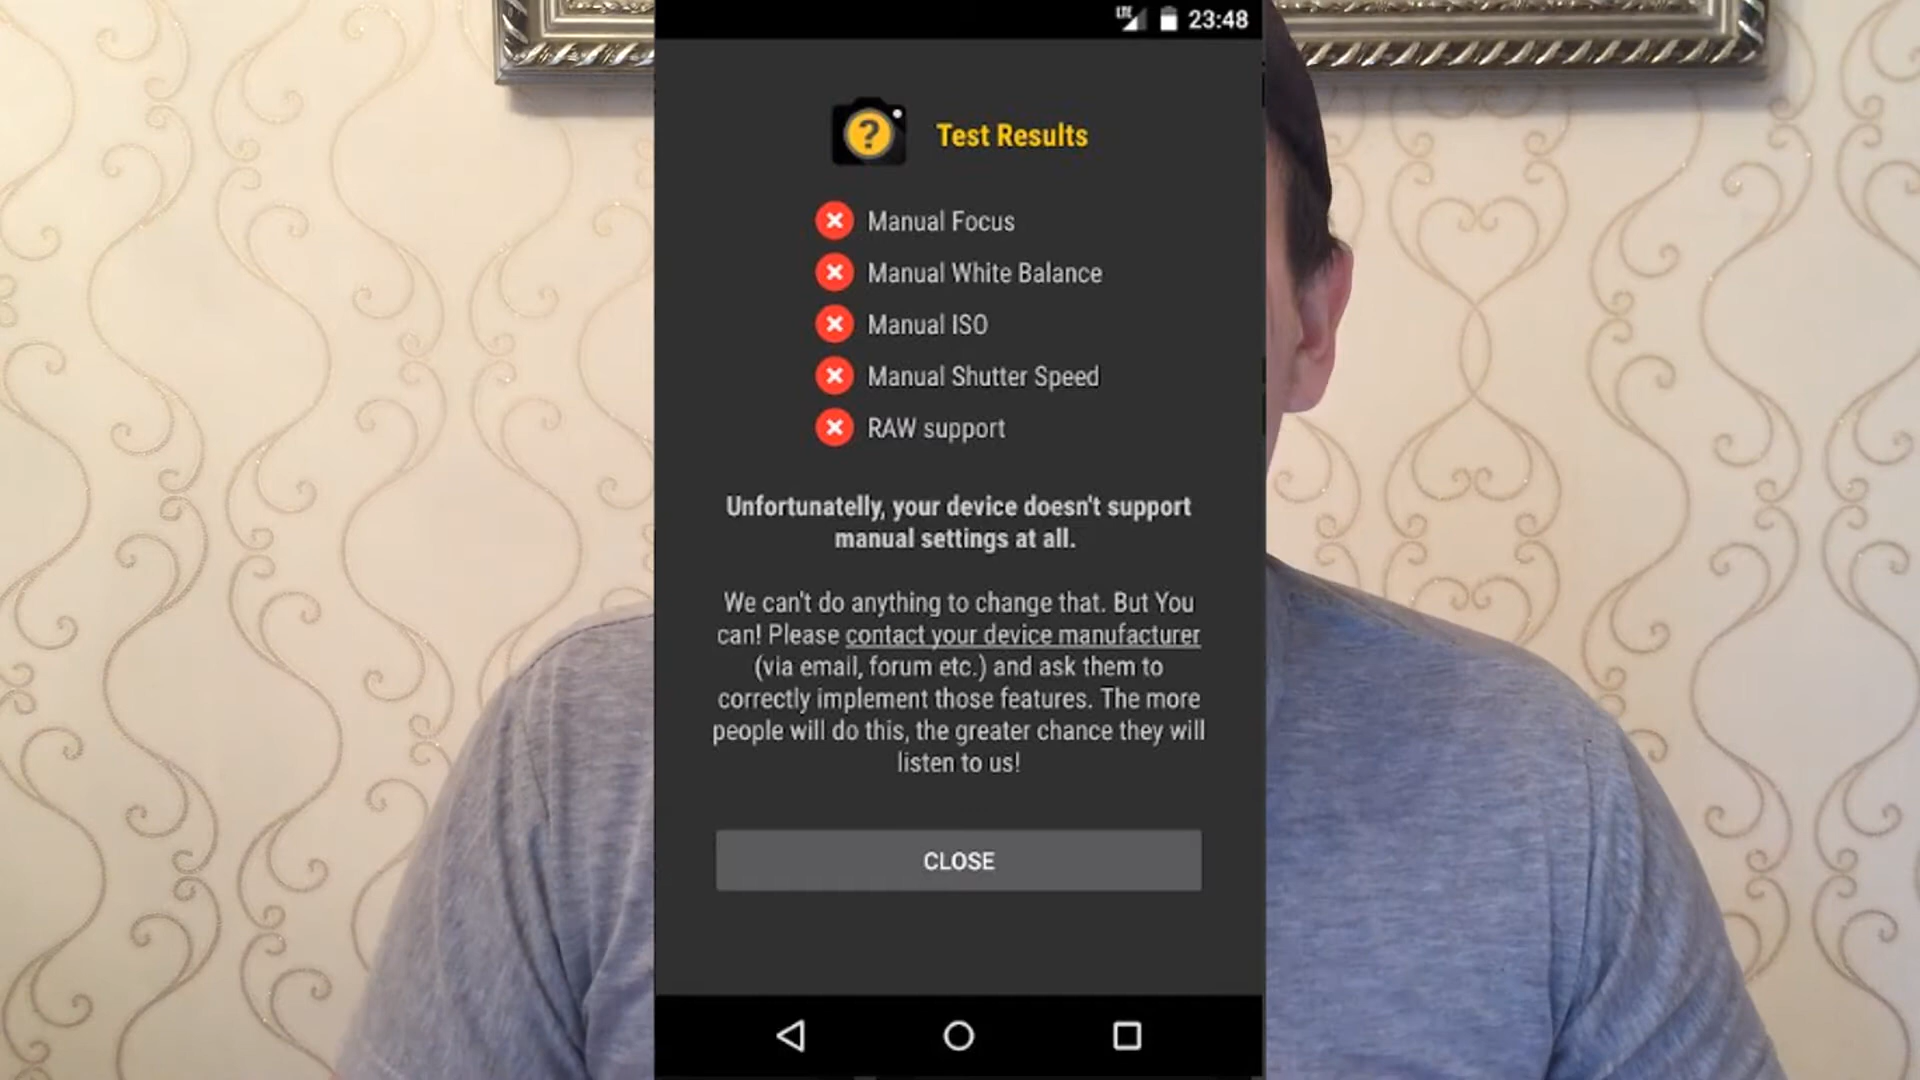 LTE 23:48
? Test Results
Manual Focus
Manual White Balance
Manual ISO
Manual Shutter Speed
RAW support
Unfortunatelly, your device doesn't support
manual settings at all.
We can't do anything to change that. But You
can! Please contact your device manufacturer
(via email, forum etc.) and ask them to
correctly implement those features. The more
people will do this, the greater chance they will
listen to us!
CLOSE